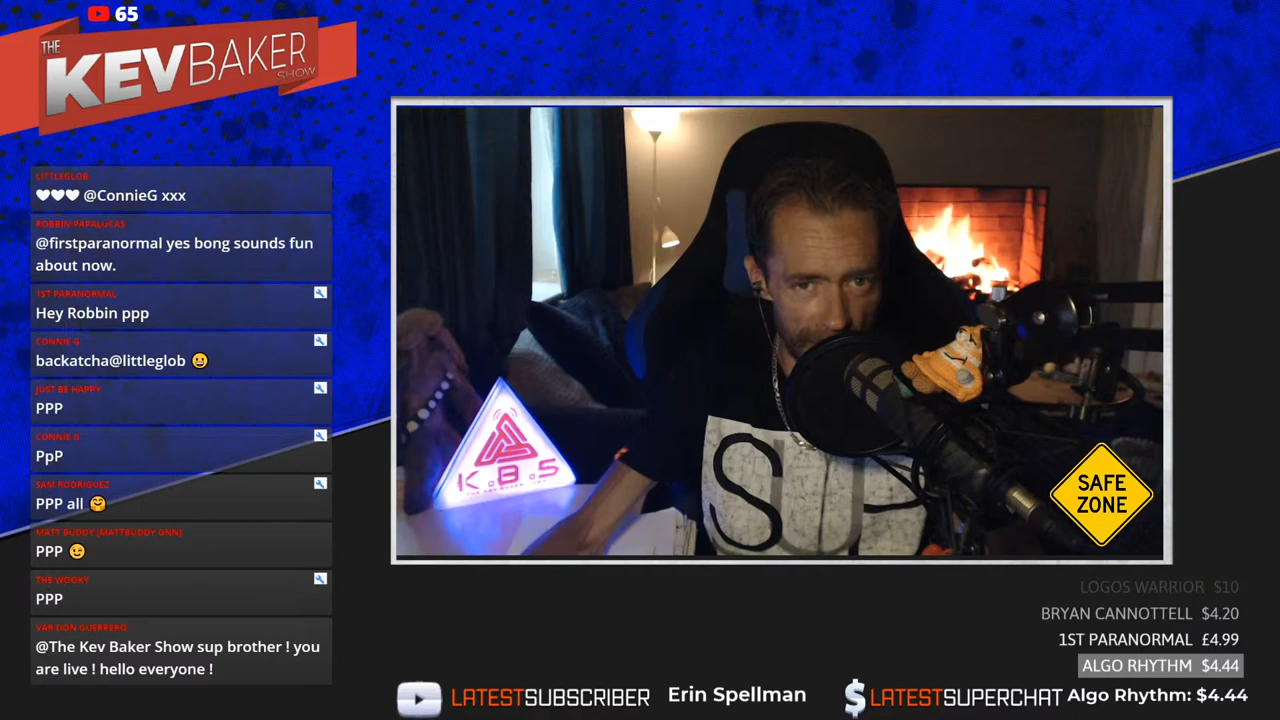 65
THE
KEVBAKER
SHOW
LITTLEGLOB
🤍🤍🤍 @ConnieG xxx
ROBBIN PAPALUCAS
@firstparanormal yes bong sounds fun
about now.
1ST PARANORMAL
Hey Robbin ppp
CONNIE G
backatcha@littleglob 😀
JUST BE HAPPY
PPP
CONNIE G
PpP
SAM RODRIGUEZ
PPP all 🤗
MATT BUDDY (MATTBUDDY GNN)
PPP 😉
THE WOOKY
PPP
VAR DON GUERRERO
@The Kev Baker Show sup brother ! you
are live ! hello everyone !
K.B.S
SAFE
ZONE
LOGOS WARRIOR $10
BRYAN CANNOTTELL $4.20
1ST PARANORMAL £4.99
ALGO RHYTHM $4.44
LATESTSUBSCRIBER Erin Spellman
LATESTSUPERCHAT Algo Rhythm: $4.44